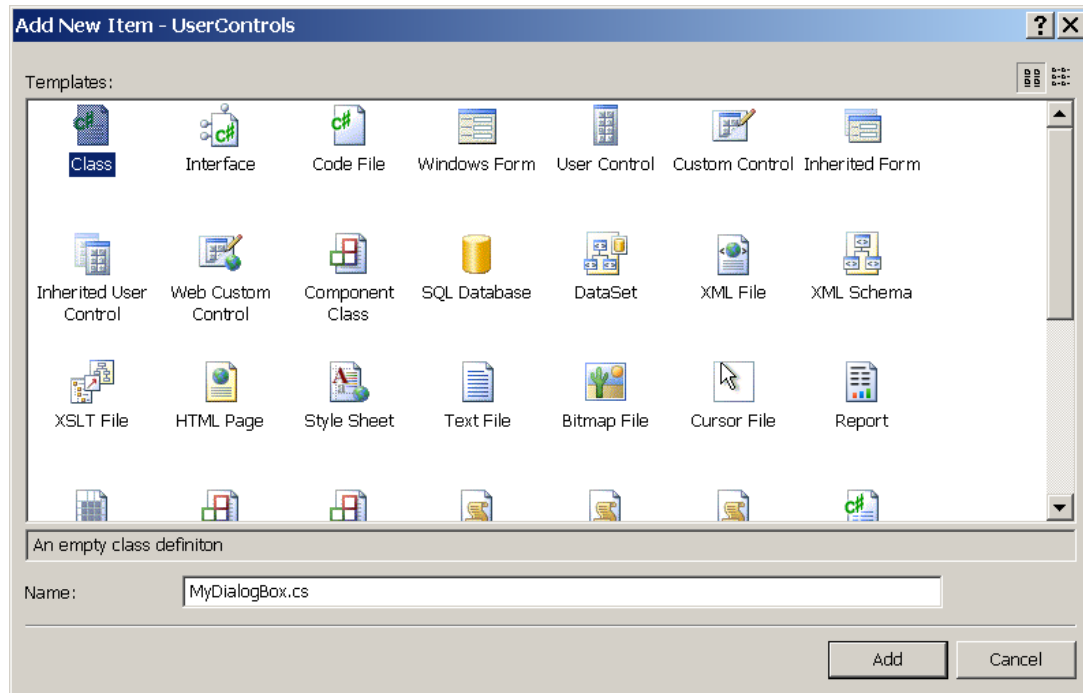 Add New Item - UserControls
Templates:
Class Interface Code File Windows Form User Control Custom Control Inherited Form
Inherited User Control Web Custom Control Component Class SQL Database DataSet XML File XML Schema
XSLT File HTML Page Style Sheet Text File Bitmap File Cursor File Report
An empty class definiton
Name: MyDialogBox.cs
Add Cancel